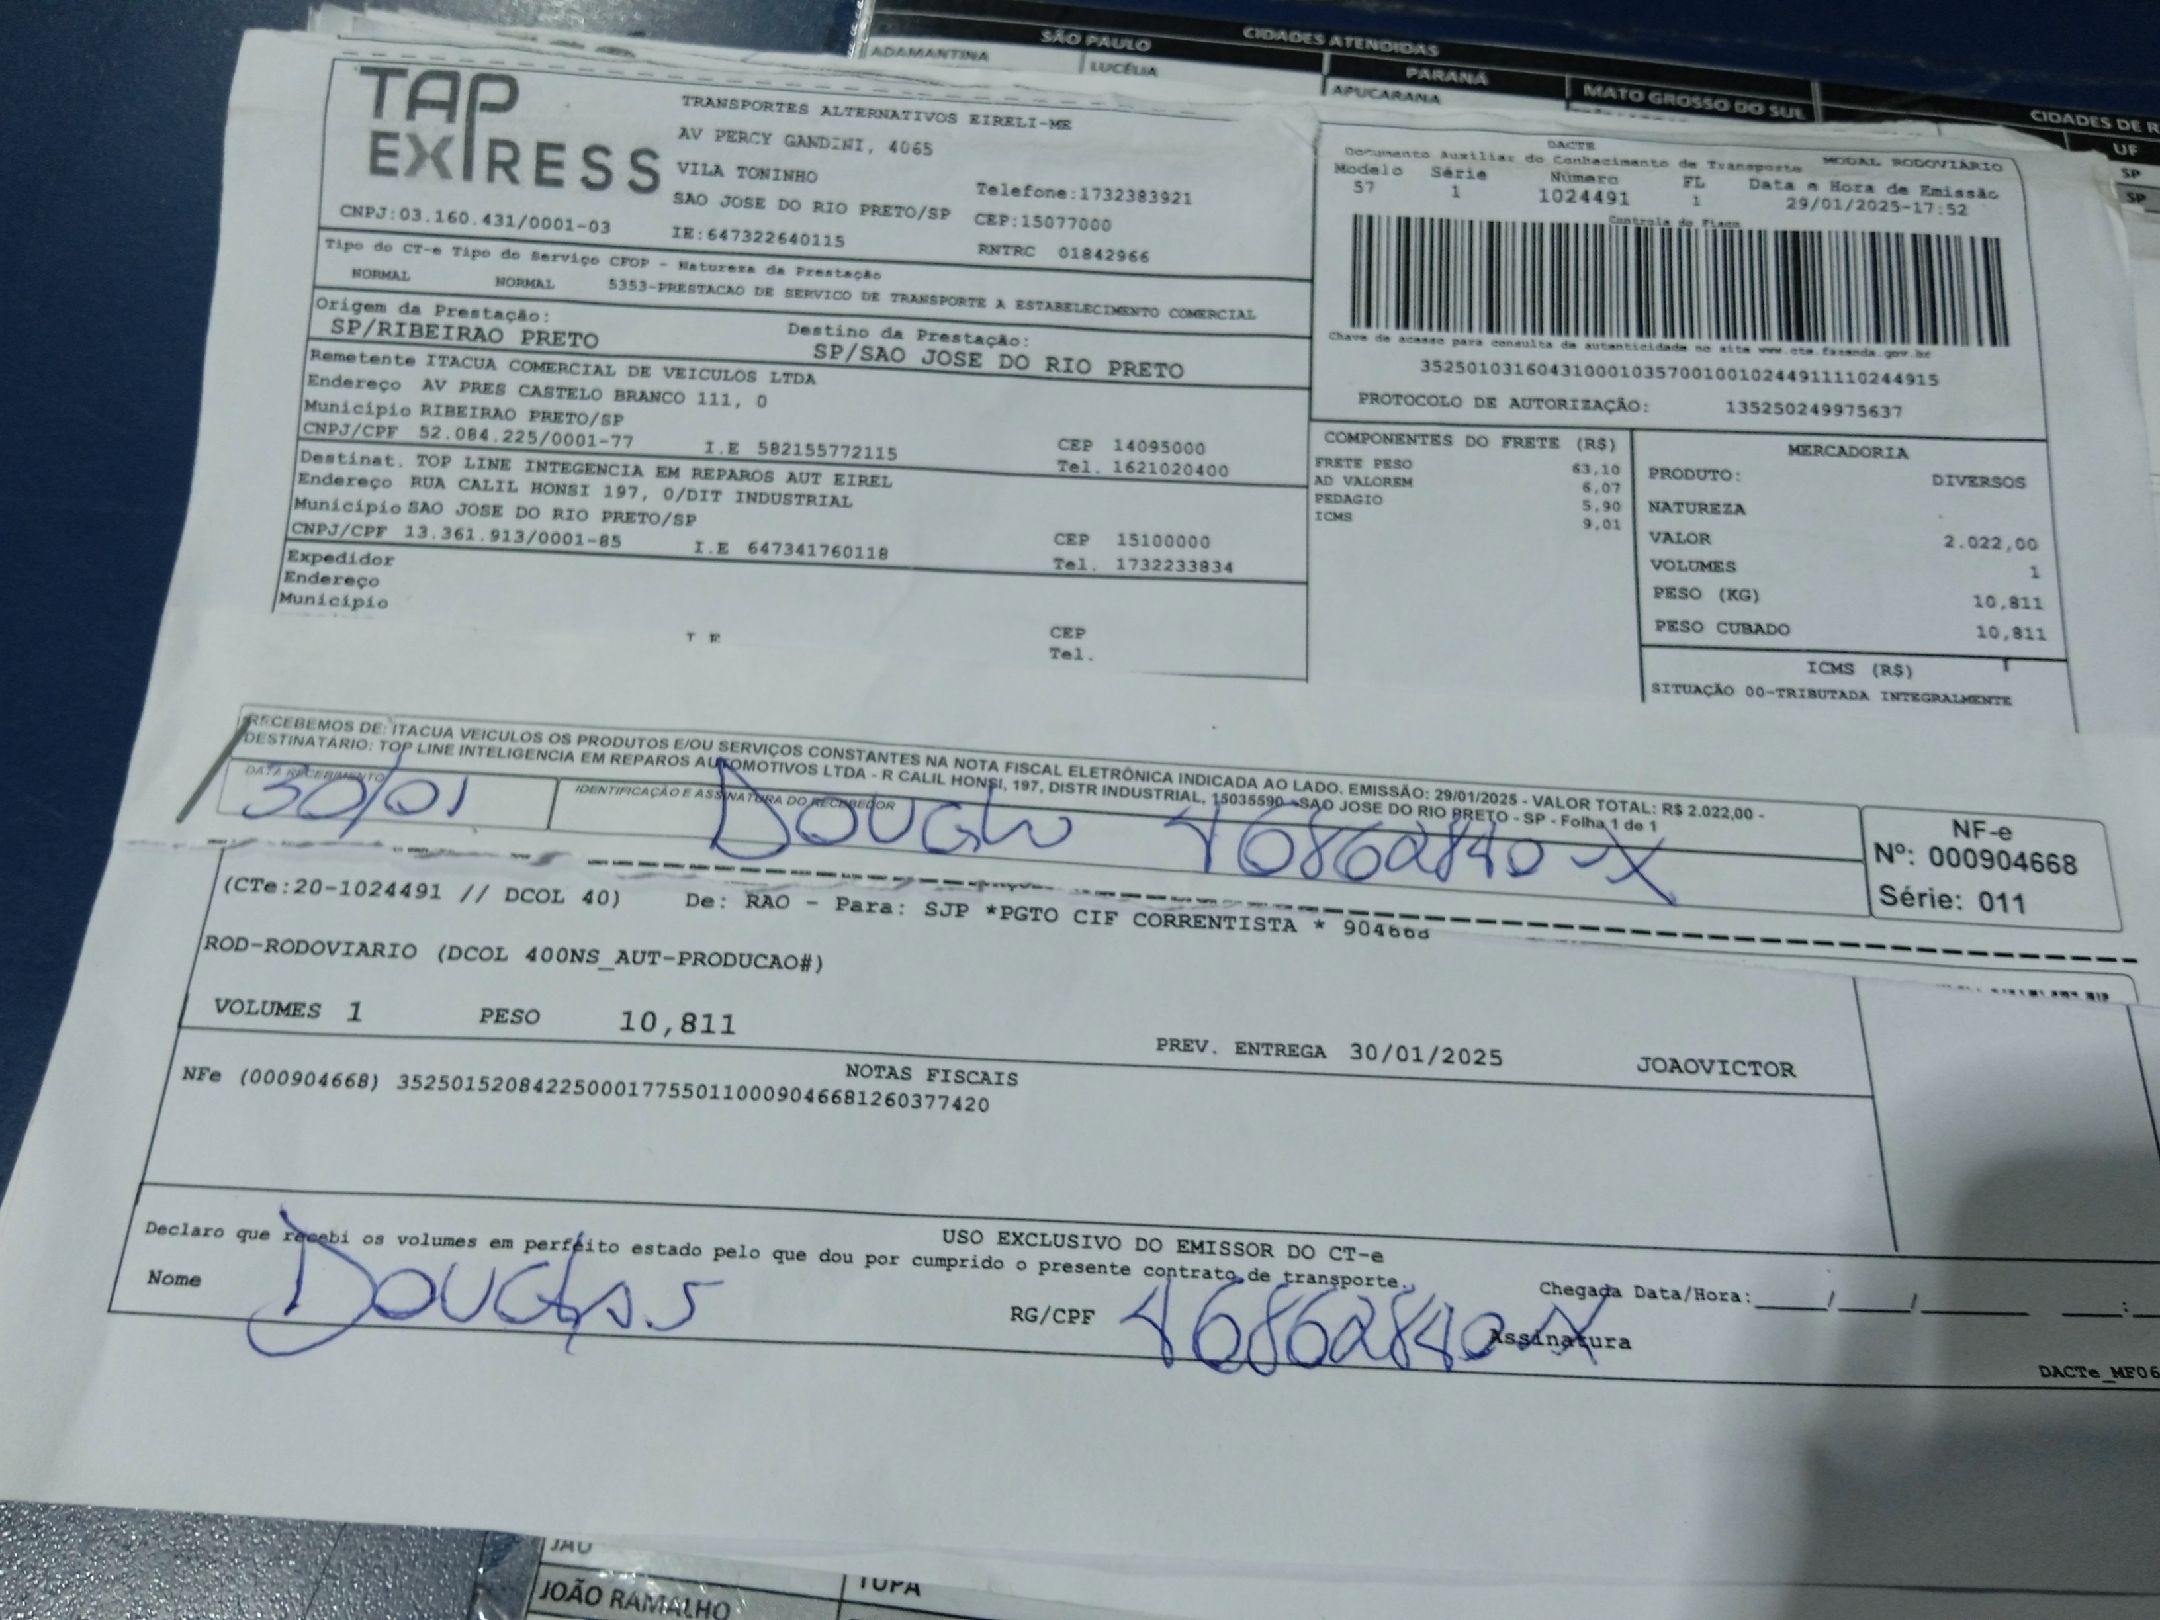 SÃO PAULO
CIDADES ATENDIDAS
ADAMANTINA
LUCÉLIA
PARANÁ
APUCARANA
MATO GROSSO DO SUL
CIDADES DE R
UF
SP
SP
TAP EXPRESS
TRANSPORTES ALTERNATIVOS EIRELI-ME
AV PERCY GANDINI, 4065
VILA TONINHO
Telefone:1732383921
SAO JOSE DO RIO PRETO/SP CEP:15077000
CNPJ:03.160.431/0001-03 IE:647322640115 RNTRC 01842966
Tipo do CT-e Tipo do Serviço CFOP - Natureza da Prestação
NORMAL NORMAL 5353-PRESTACAO DE SERVICO DE TRANSPORTE A ESTABELECIMENTO COMERCIAL
Origem da Prestação: Destino da Prestação:
SP/RIBEIRAO PRETO SP/SAO JOSE DO RIO PRETO
Remetente ITACUA COMERCIAL DE VEICULOS LTDA
Endereço AV PRES CASTELO BRANCO 111, 0
Município RIBEIRAO PRETO/SP CEP 14095000
CNPJ/CPF 52.084.225/0001-77 I.E 582155772115 Tel. 1621020400
Destinat. TOP LINE INTEGENCIA EM REPAROS AUT EIREL
Endereço RUA CALIL HONSI 197, 0/DIT INDUSTRIAL
Município SAO JOSE DO RIO PRETO/SP CEP 15100000
CNPJ/CPF 13.361.913/0001-85 I.E 647341760118 Tel. 1732233834
Expedidor
Endereço
Município CEP
Tel.
DACTE
Documento Auxiliar do Conhecimento de Transporte MODAL RODOVIÁRIO
Modelo Série Número FL Data e Hora de Emissão
57 1 1024491 1 29/01/2025-17:52
Controle do Fisco
Chave de acesso para consulta de autenticidade no site www.cte.fazenda.gov.br
35250103160431000103570010010244911110244915
PROTOCOLO DE AUTORIZAÇÃO: 135250249975637
COMPONENTES DO FRETE (R$)
FRETE PESO 63,10
AD VALOREM 6,07
PEDAGIO 5,90
ICMS 9,01
MERCADORIA
PRODUTO: DIVERSOS
NATUREZA
VALOR 2.022,00
VOLUMES 1
PESO (KG) 10,811
PESO CUBADO 10,811
ICMS (R$)
SITUAÇÃO 00-TRIBUTADA INTEGRALMENTE
RECEBEMOS DE: ITACUA VEICULOS OS PRODUTOS E/OU SERVIÇOS CONSTANTES NA NOTA FISCAL ELETRÔNICA INDICADA AO LADO. EMISSÃO: 29/01/2025 - VALOR TOTAL: R$ 2.022,00 -
DESTINATÁRIO: TOP LINE INTELIGENCIA EM REPAROS AUTOMOTIVOS LTDA - R CALIL HONSI, 197, DISTR INDUSTRIAL, 15035590 - SAO JOSE DO RIO PRETO - SP - Folha 1 de 1
DATA RECEBIMENTO IDENTIFICAÇÃO E ASSINATURA DO RECEBEDOR
30/01 46862840-X
NF-e
Nº: 000904668
Série: 011
(CTe:20-1024491 // DCOL 40) De: RAO - Para: SJP *PGTO CIF CORRENTISTA * 904668
ROD-RODOVIARIO (DCOL 400NS_AUT-PRODUCAO#)
VOLUMES 1 PESO 10,811 PREV. ENTREGA 30/01/2025 JOAOVICTOR
NOTAS FISCAIS
NFe (000904668) 35250152084225000177550110009046681260377420
USO EXCLUSIVO DO EMISSOR DO CT-e
Declaro que recebi os volumes em perfeito estado pelo que dou por cumprido o presente contrato de transporte.
Nome DOUGLAS RG/CPF 46862840-X Assinatura
Chegada Data/Hora:_____/_____/________ ____:
DACTe_MF06
JAÚ
JOÃO RAMALHO
TUPÃ